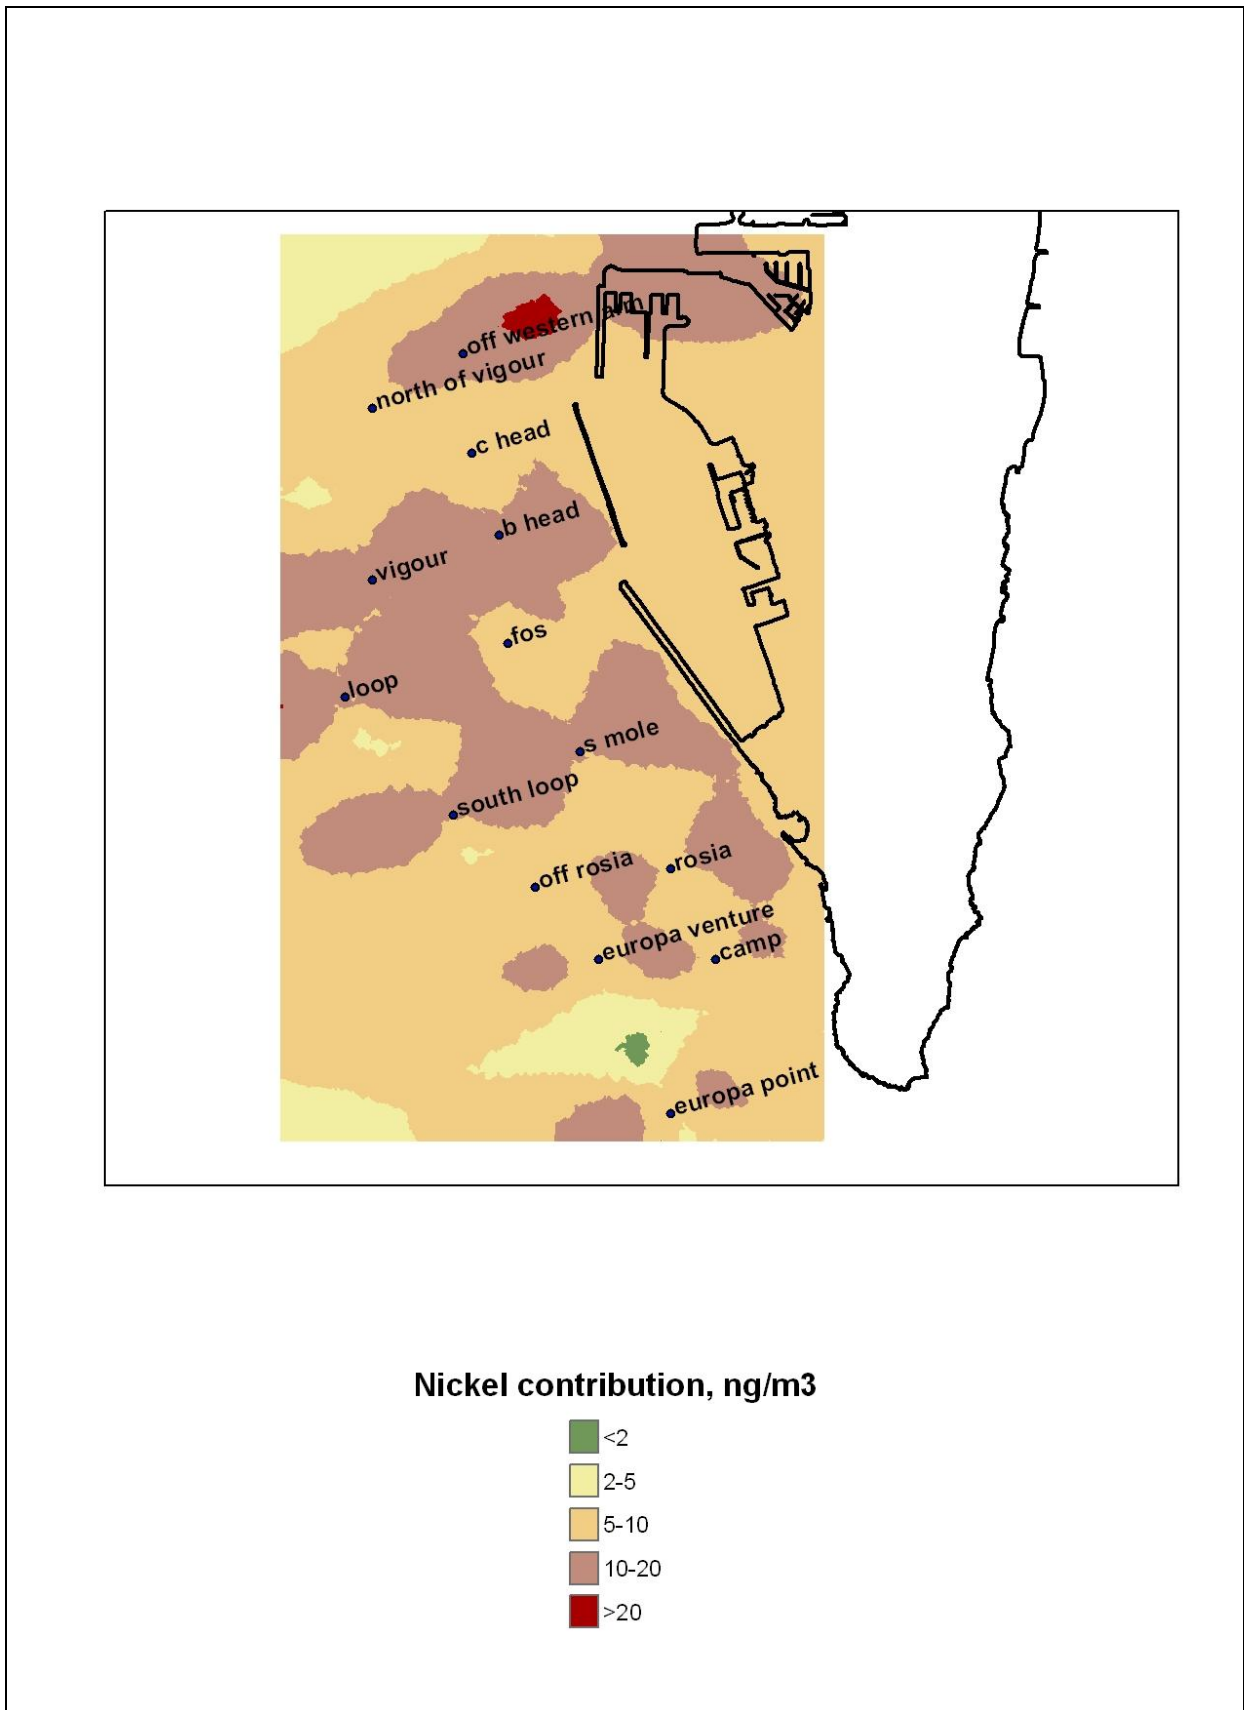 off western arm
north of vigour
c head
b head
vigour
fos
loop
s mole
south loop
rosia
off rosia
europa venture
camp
europa point
Nickel contribution, ng/m3
<2
2-5
5-10
10-20
>20